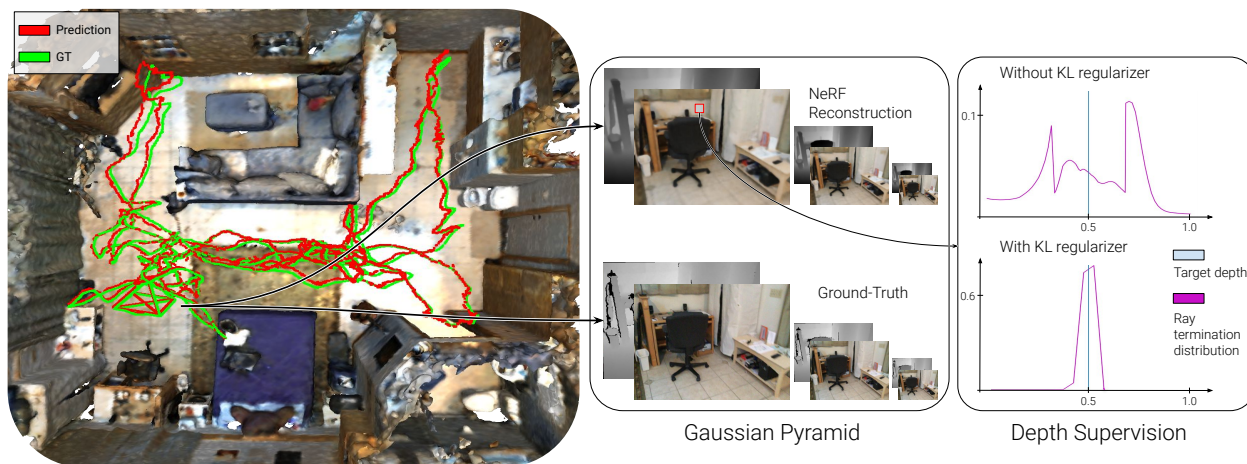 Prediction
GT
NeRF
Reconstruction
Ground-Truth
Gaussian Pyramid
Without KL regularizer
0.1
0.5
1.0
With KL regularizer
0.6
Target depth
Ray
termination
distribution
0.5
1.0
Depth Supervision